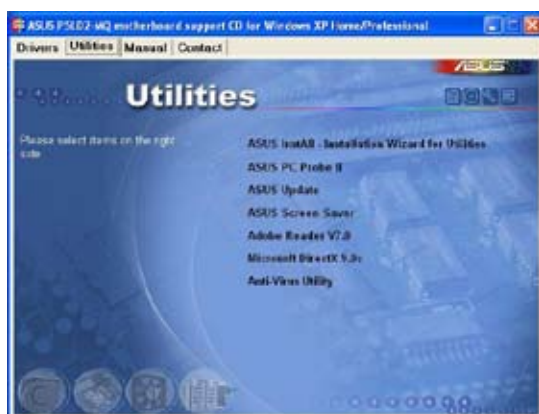 ASUS P5LD2-MQ motherboard support CD for Windows XP Home/Professional
Drivers Utilities Manual Contact
ASUS
Utilities
Please select items on the right side
ASUS InstAll - Installation Wizard for Utilities
ASUS PC Probe II
ASUS Update
ASUS Screen Saver
Adobe Reader V7.0
Microsoft DirectX 9.0c
Anti-Virus Utility